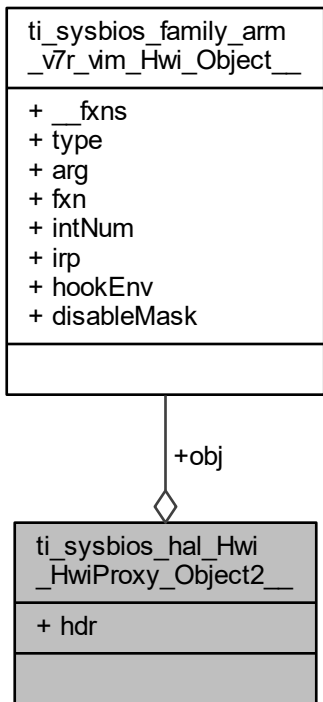 ti_sysbios_family_arm
_v7r_vim_Hwi_Object__
+ __fxns
+ type
+ arg
+ fxn
+ intNum
+ irp
+ hookEnv
+ disableMask
+obj
ti_sysbios_hal_Hwi
_HwiProxy_Object2__
+ hdr